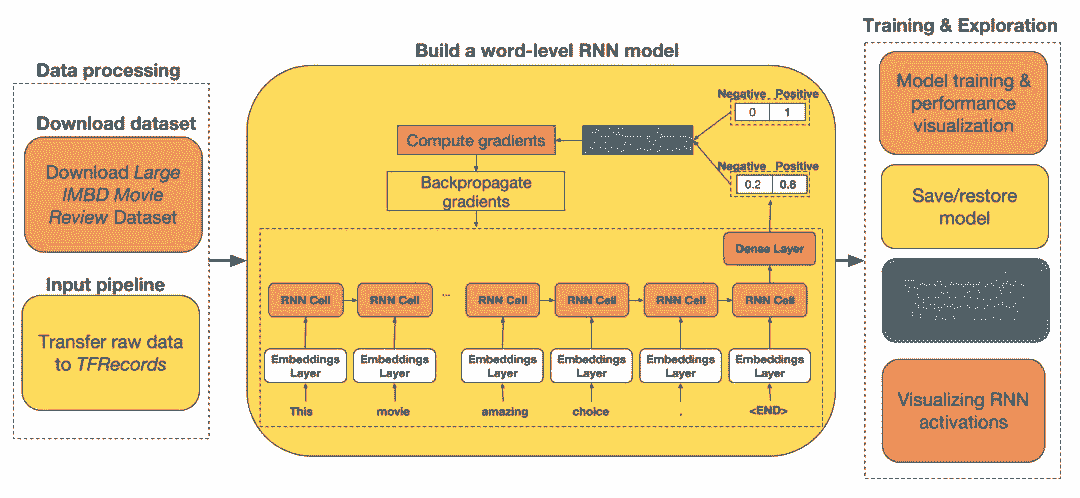 Data processing
Download dataset
Download Large
IMBD Movie
Review Dataset
Input pipeline
Transfer raw data
to TFRecords
Build a word-level RNN model
Negative Positive
0 1
Compute gradients
Backpropagate
gradients
Negative Positive
0.2 0.8
Dense Layer
RNN Cell
RNN Cell
...
RNN Cell
RNN Cell
RNN Cell
RNN Cell
Embeddings
Layer
Embeddings
Layer
Embeddings
Layer
Embeddings
Layer
Embeddings
Layer
Embeddings
Layer
This
movie
amazing
choice
.
<END>
Training & Exploration
Model training &
performance
visualization
Save/restore
model
Visualizing RNN
activations